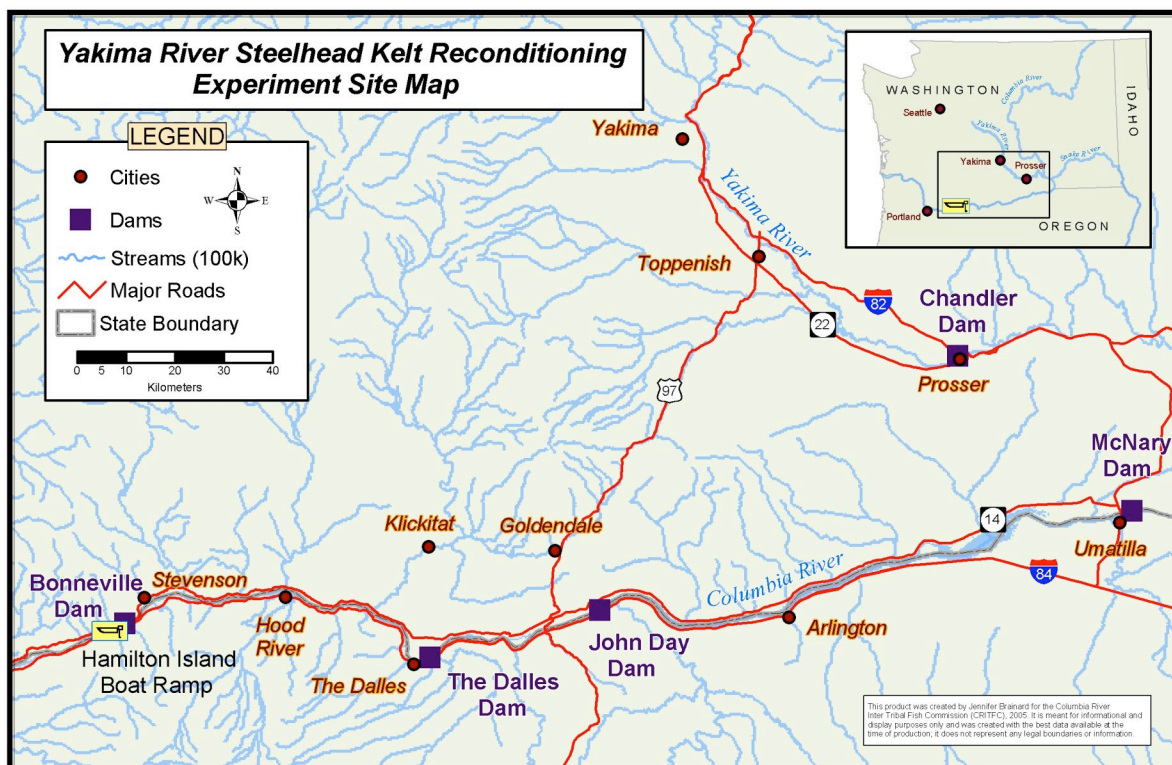 Yakima River Steelhead Kelt Reconditioning
Experiment Site Map
LEGEND
Cities
Dams
Streams (100k)
Major Roads
State Boundary
N
W
E
S
0 5 10 20 30 40
Kilometers
WASHINGTON
Seattle
Columbia River
IDAHO
Yakima River
Yakima
Prosser
Snake River
Portland
OREGON
Yakima
Yakima River
Toppenish
82
Chandler
Dam
22
97
Prosser
McNary
Dam
14
Klickitat
Goldendale
Umatilla
84
Bonneville
Dam
Stevenson
Columbia River
Hood
River
Arlington
John Day
Dam
Hamilton Island
Boat Ramp
The Dalles
The Dalles
Dam
This product was created by Jennifer Brainard for the Columbia River
Inter Tribal Fish Commission (CRITFC), 2005. It is meant for informational and
display purposes only and was created with the best data available at the
time of production; it does not represent any legal boundaries or information.